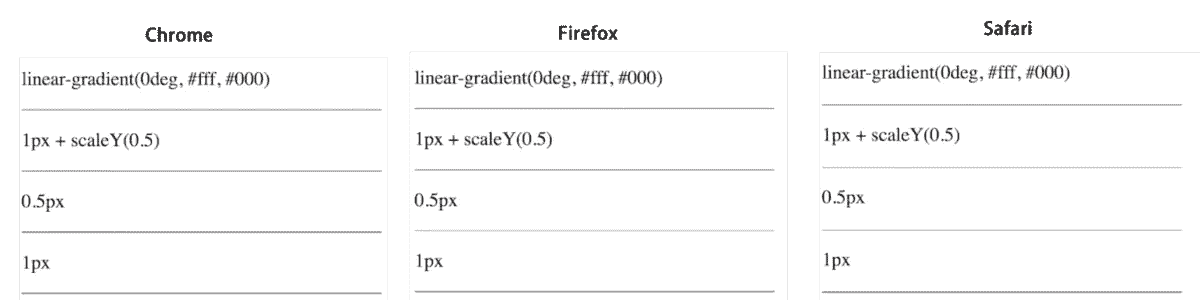 Chrome
linear-gradient(0deg, #fff, #000)
1px + scaleY(0.5)
0.5px
1px
Firefox
linear-gradient(0deg, #fff, #000)
1px + scaleY(0.5)
0.5px
1px
Safari
linear-gradient(0deg, #fff, #000)
1px + scaleY(0.5)
0.5px
1px